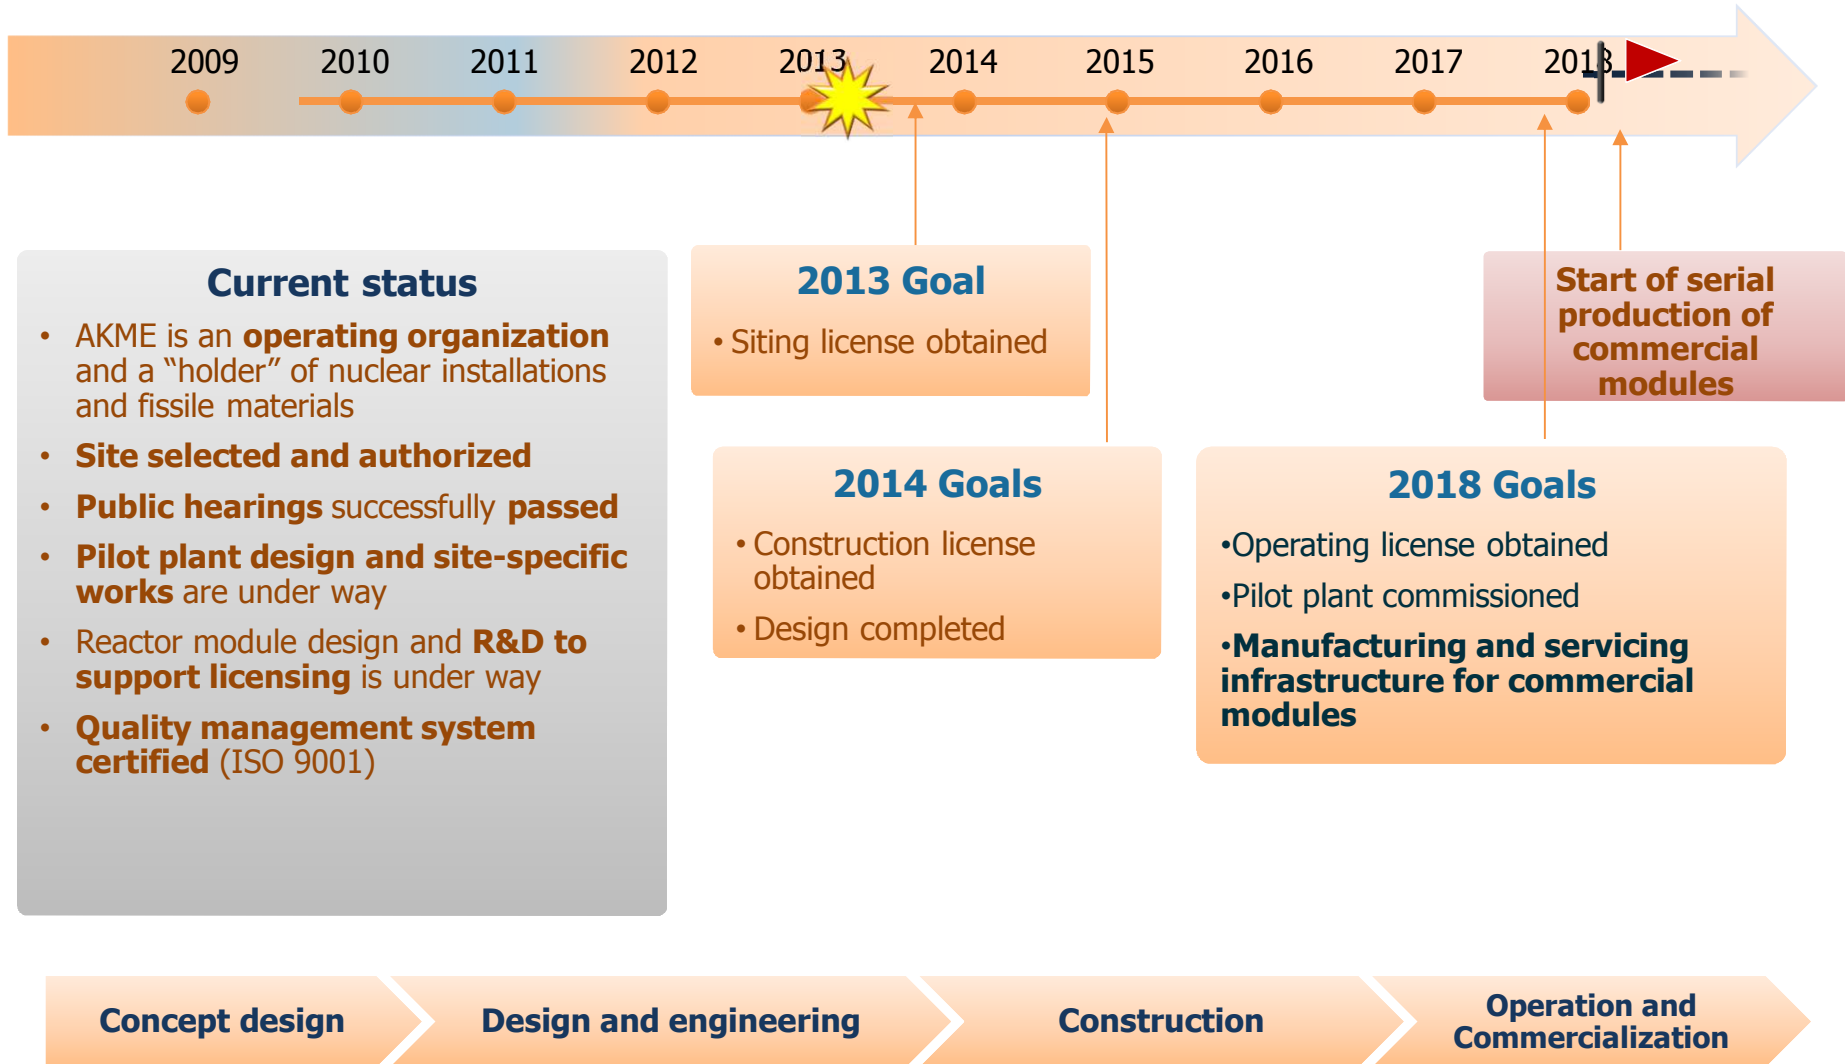 2009 2010 2011 2012 2013 2014 2015 2016 2017 2018
Current status
• AKME is an operating organization
and a “holder” of nuclear installations
and fissile materials
• Site selected and authorized
• Public hearings successfully passed
• Pilot plant design and site-specific
works are under way
• Reactor module design and R&D to
support licensing is under way
• Quality management system
certified (ISO 9001)
2013 Goal
• Siting license obtained
2014 Goals
• Construction license
obtained
• Design completed
Start of serial
production of
commercial
modules
2018 Goals
•Operating license obtained
•Pilot plant commissioned
•Manufacturing and servicing
infrastructure for commercial
modules
Concept design
Design and engineering
Construction
Operation and
Commercialization